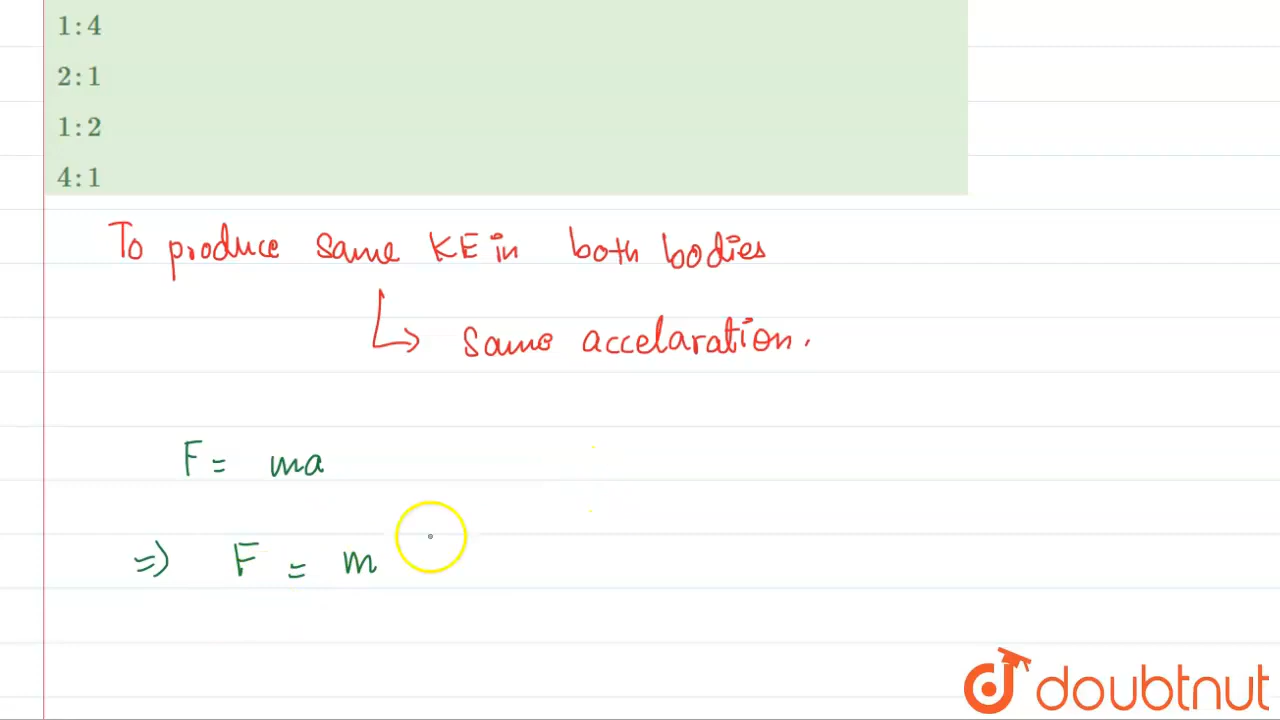 1:4
2:1
1:2
4:1
To produce same KE in both bodies
same accelaration.
F = ma
=> F = m
doubtnut